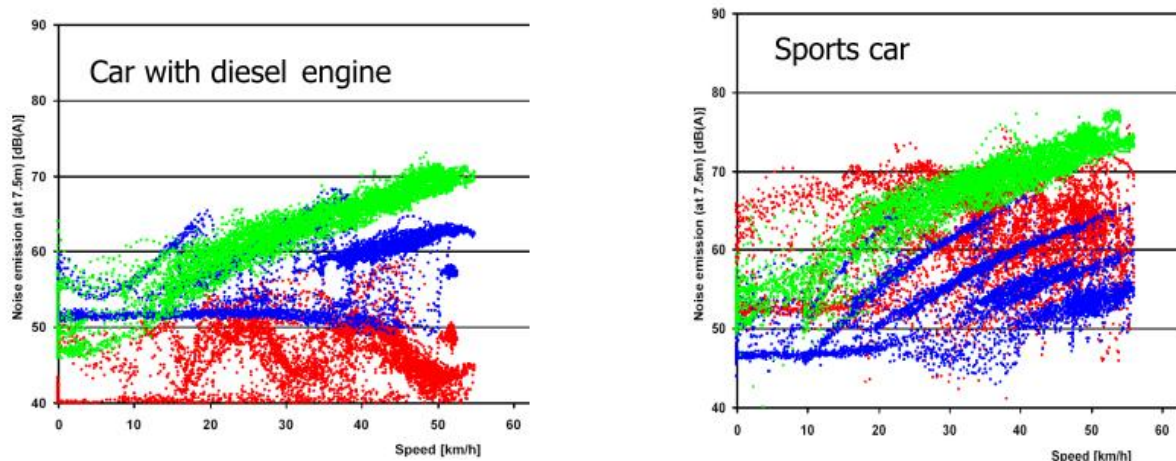 Car with diesel engine
Noise emission (at 7.5m) [dB(A)]
90
80
70
60
50
40
0 10 20 30 40 50 60
Speed [km/h]
Sports car
Noise emission (at 7.5m) [dB(A)]
90
80
70
60
50
40
0 10 20 30 40 50 60
Speed [km/h]